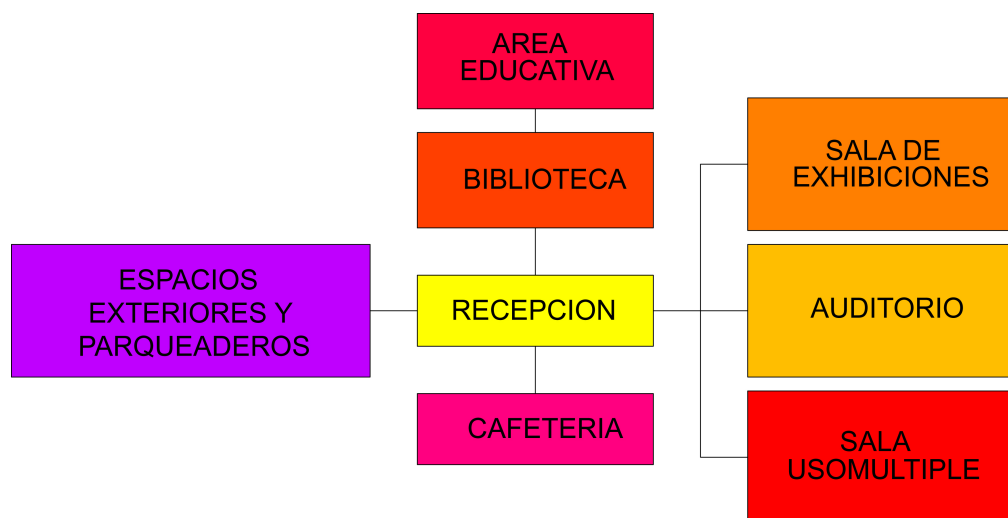 AREA
EDUCATIVA
BIBLIOTECA
SALA DE
EXHIBICIONES
ESPACIOS
EXTERIORES Y
PARQUEADEROS
RECEPCION
AUDITORIO
CAFETERIA
SALA
USOMULTIPLE